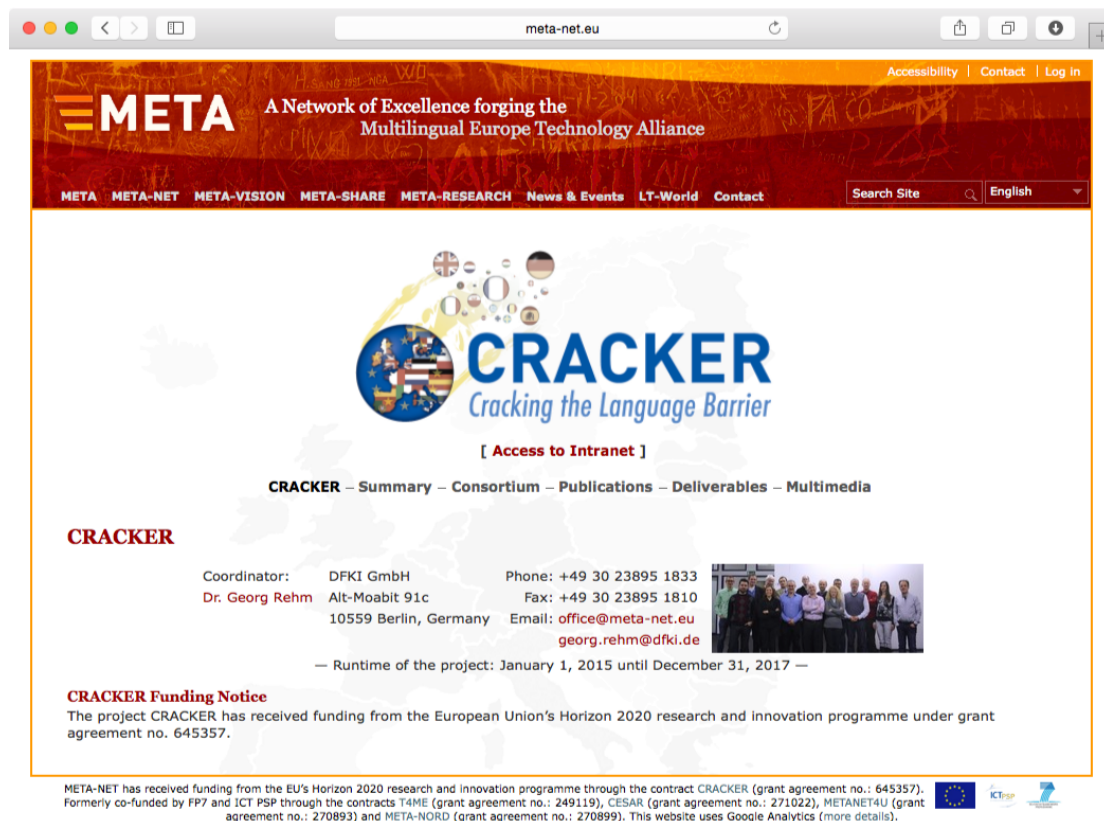 meta-net.eu
Accessibility | Contact | Log in
META
A Network of Excellence forging the
Multilingual Europe Technology Alliance
META META-NET META-VISION META-SHARE META-RESEARCH News & Events LT-World Contact
Search Site
English
CRACKER
Cracking the Language Barrier
[ Access to Intranet ]
CRACKER – Summary – Consortium – Publications – Deliverables – Multimedia
CRACKER
Coordinator: DFKI GmbH Phone: +49 30 23895 1833
Dr. Georg Rehm Alt-Moabit 91c Fax: +49 30 23895 1810
10559 Berlin, Germany Email: office@meta-net.eu
georg.rehm@dfki.de
— Runtime of the project: January 1, 2015 until December 31, 2017 —
CRACKER Funding Notice
The project CRACKER has received funding from the European Union’s Horizon 2020 research and innovation programme under grant
agreement no. 645357.
META-NET has received funding from the EU's Horizon 2020 research and innovation programme through the contract CRACKER (grant agreement no.: 645357).
Formerly co-funded by FP7 and ICT PSP through the contracts T4ME (grant agreement no.: 249119), CESAR (grant agreement no.: 271022), METANET4U (grant
agreement no.: 270893) and META-NORD (grant agreement no.: 270899). This website uses Google Analytics (more details).
ICT PSP